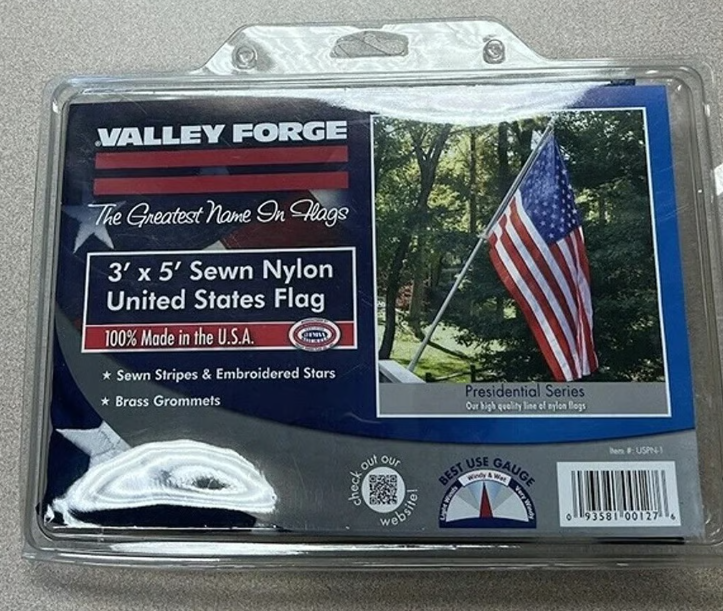 VALLEY FORGE
The Greatest Name In Flags
3' x 5' Sewn Nylon
United States Flag
100% Made in the U.S.A.
★ Sewn Stripes & Embroidered Stars
★ Brass Grommets
Presidential Series
Our high quality line of nylon flags
Item #: USPN-1
check out our
website!
BEST USE GAUGE
Windy & Wet
0 93581 00127 6